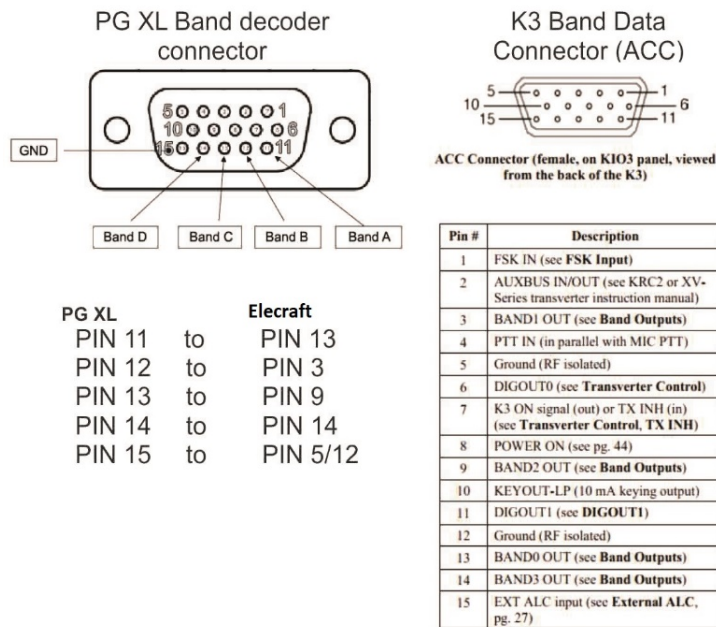 PG XL Band decoder
connector
5 1
10 6
15 11
GND
Band D
Band C
Band B
Band A
PG XL Elecraft
PIN 11 to PIN 13
PIN 12 to PIN 3
PIN 13 to PIN 9
PIN 14 to PIN 14
PIN 15 to PIN 5/12
K3 Band Data
Connector (ACC)
5 1
10 6
15 11
ACC Connector (female, on KIO3 panel, viewed
from the back of the K3)
Pin # Description
1 FSK IN (see FSK Input)
2 AUXBUS IN/OUT (see KRC2 or XV-
Series transverter instruction manual)
3 BAND1 OUT (see Band Outputs)
4 PTT IN (in parallel with MIC PTT)
5 Ground (RF isolated)
6 DIGOUT0 (see Transverter Control)
7 K3 ON signal (out) or TX INH (in)
(see Transverter Control, TX INH)
8 POWER ON (see pg. 44)
9 BAND2 OUT (see Band Outputs)
10 KEYOUT-LP (10 mA keying output)
11 DIGOUT1 (see DIGOUT1)
12 Ground (RF isolated)
13 BAND0 OUT (see Band Outputs)
14 BAND3 OUT (see Band Outputs)
15 EXT ALC input (see External ALC,
pg. 27)